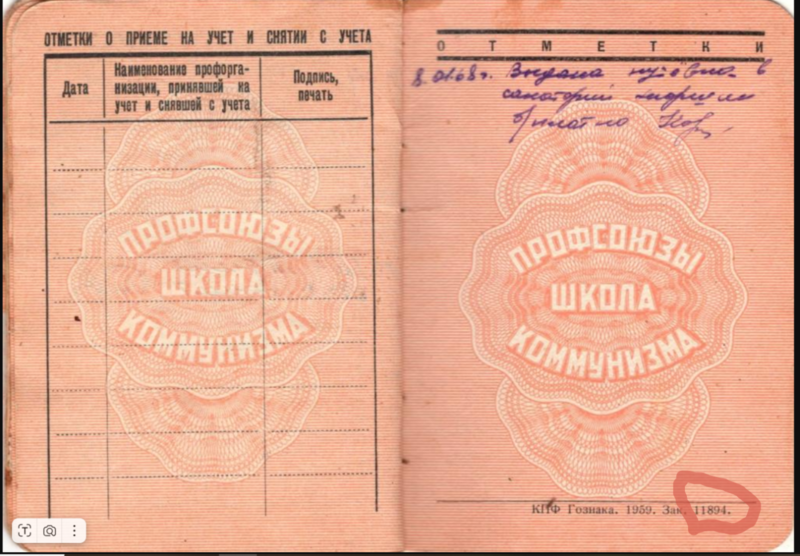 ОТМЕТКИ О ПРИЕМЕ НА УЧЕТ И СНЯТИИ С УЧЕТА
Дата
Наименование профорга-
низации, принявшей на
учет и снявшей с учета
Подпись,
печать
ПРОФСОЮЗЫ
ШКОЛА
КОММУНИЗМА
ОТМЕТКИ
8.01.68г. Выдана путёвка в
санаторий
ПРОФСОЮЗЫ
ШКОЛА
КОММУНИЗМА
КПФ Гознака. 1959. Зак. 11894.